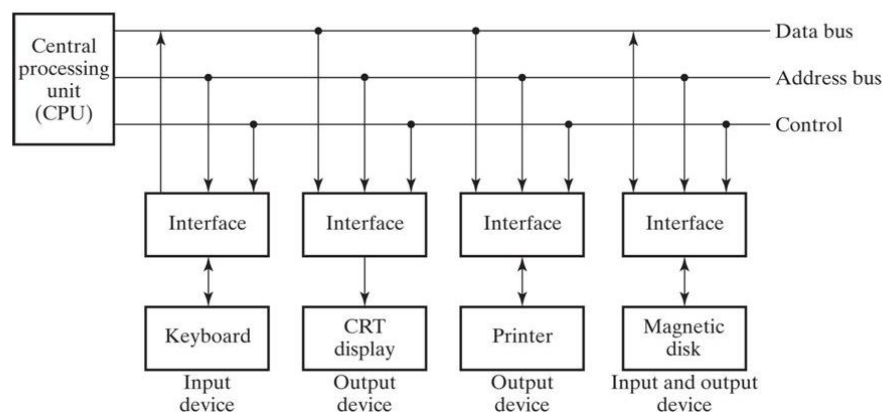 Central
processing
unit
(CPU)
Data bus
Address bus
Control
Interface
Interface
Interface
Interface
Keyboard
CRT
display
Printer
Magnetic
disk
Input
device
Output
device
Output
device
Input and output
device